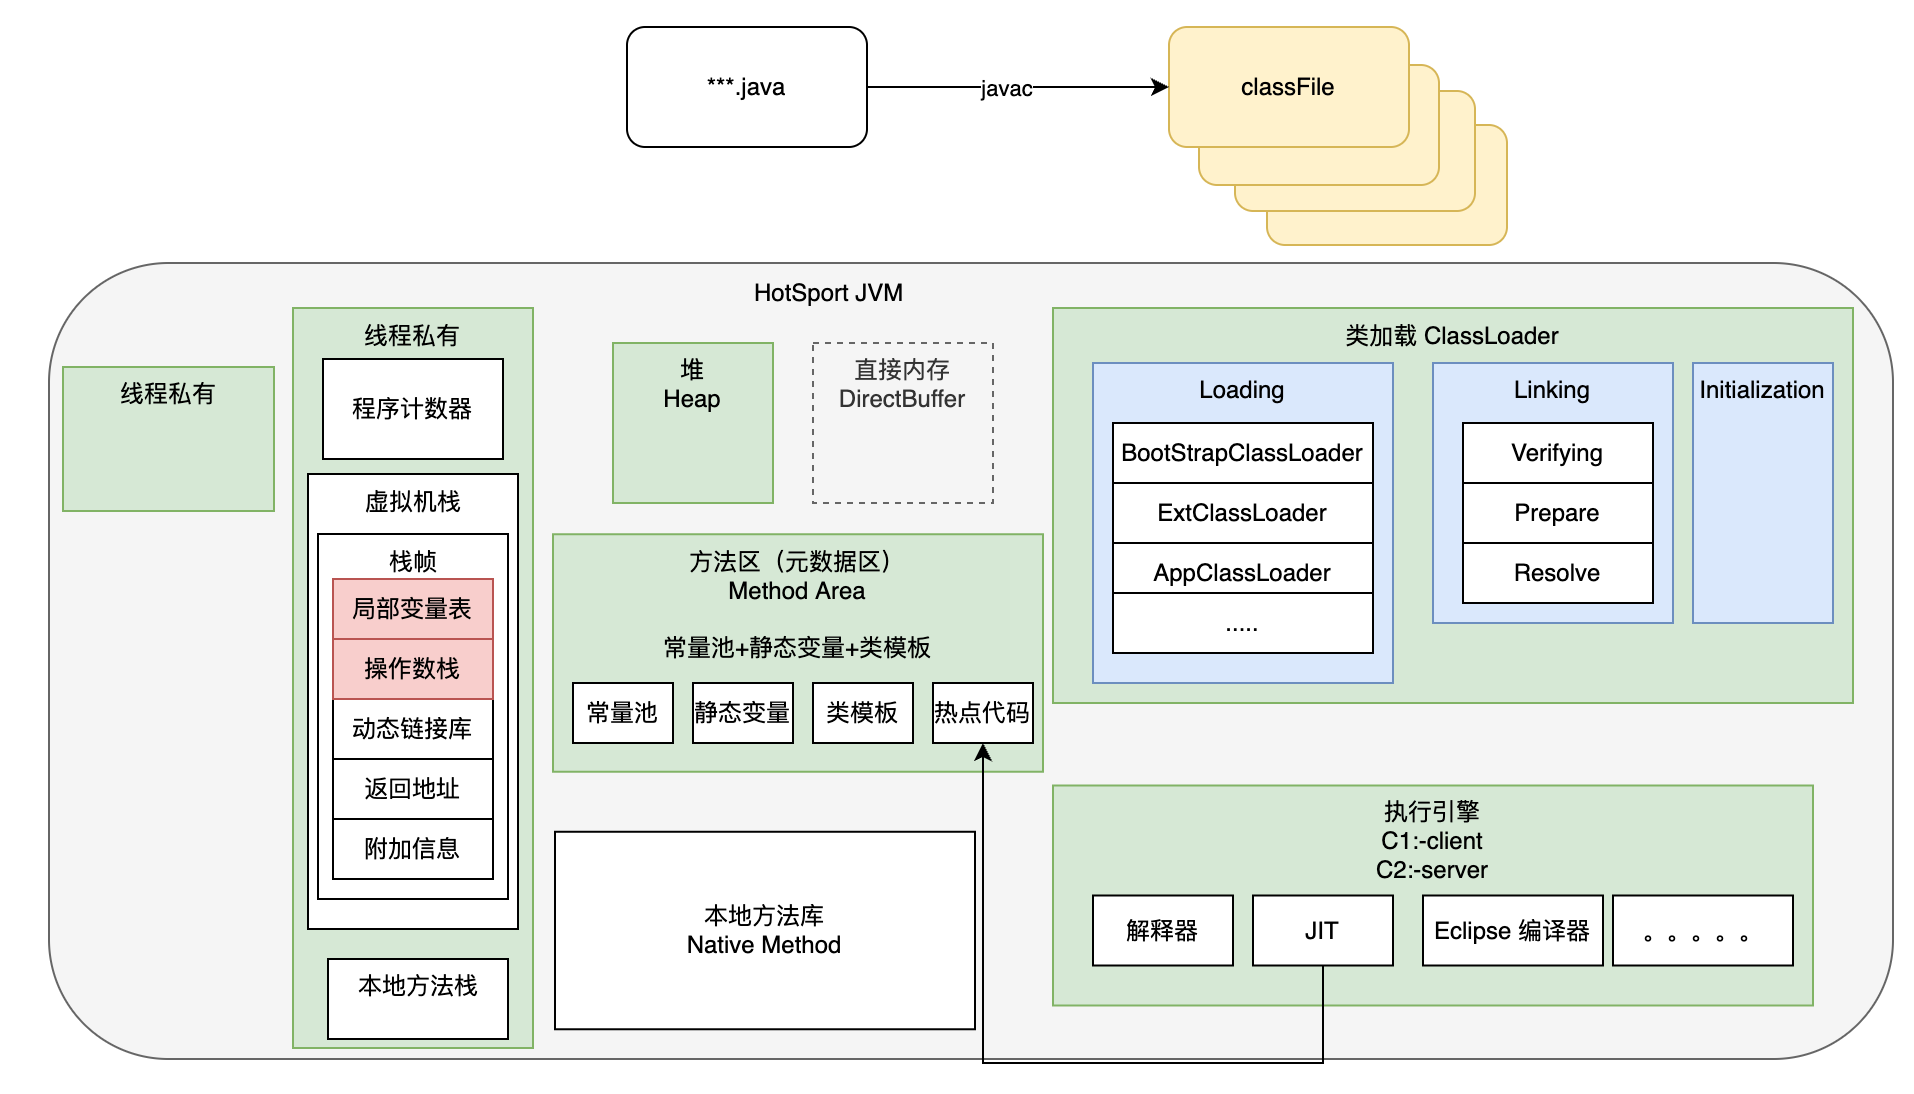 ***.java
javac
classFile
HotSport JVM
线程私有
线程私有
程序计数器
虚拟机栈
栈帧
局部变量表
操作数栈
动态链接库
返回地址
附加信息
本地方法栈
堆
Heap
直接内存
DirectBuffer
方法区（元数据区）
Method Area
常量池+静态变量+类模板
常量池
静态变量
类模板
热点代码
本地方法库
Native Method
类加载 ClassLoader
Loading
BootStrapClassLoader
ExtClassLoader
AppClassLoader
.....
Linking
Verifying
Prepare
Resolve
Initialization
执行引擎
C1:-client
C2:-server
解释器
JIT
Eclipse 编译器
。。。。。